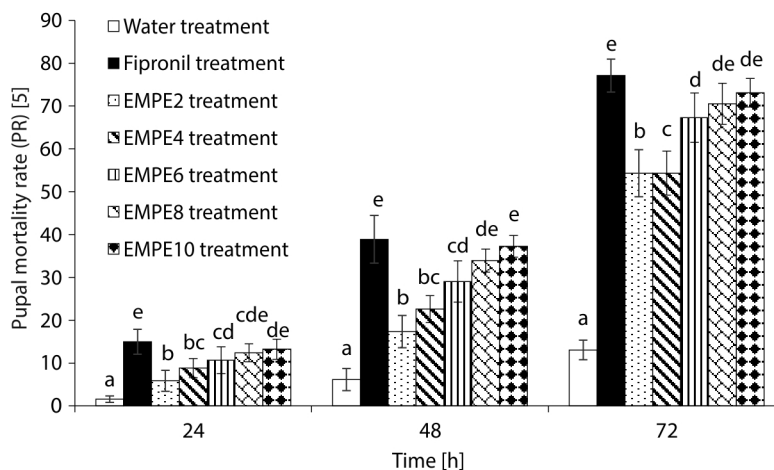 Pupal mortality rate (PR) [5]
90
80
70
60
50
40
30
20
10
0
Water treatment
Fipronil treatment
EMPE2 treatment
EMPE4 treatment
EMPE6 treatment
EMPE8 treatment
EMPE10 treatment
a
e
b
bc
cd
cde
de
a
e
b
bc
cd
de
e
a
e
b
c
d
de
de
24
48
72
Time [h]